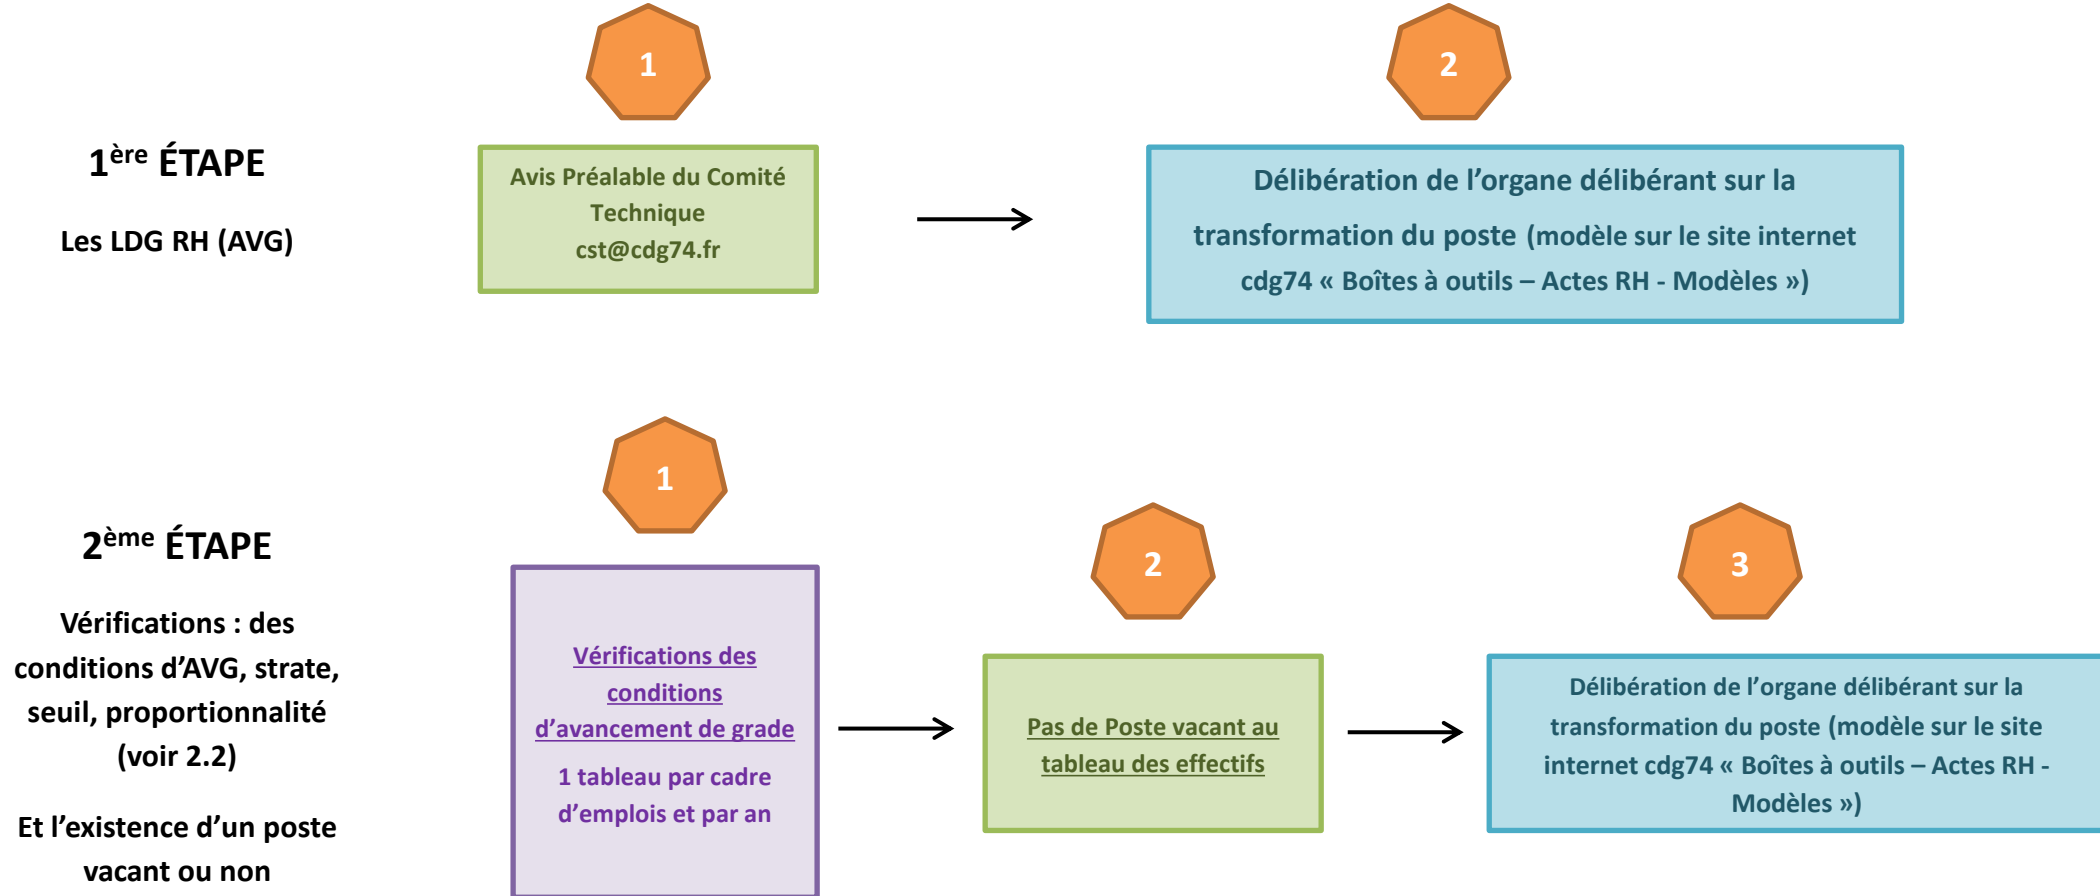 1
2
1ère ÉTAPE
Les LDG RH (AVG)
Avis Préalable du Comité
Technique
cst@cdg74.fr
Délibération de l’organe délibérant sur la
transformation du poste (modèle sur le site internet
cdg74 « Boîtes à outils – Actes RH - Modèles »)
1
2
3
2ème ÉTAPE
Vérifications : des
conditions d’AVG, strate,
seuil, proportionnalité
(voir 2.2)
Et l’existence d’un poste
vacant ou non
Vérifications des
conditions
d’avancement de grade
1 tableau par cadre
d’emplois et par an
Pas de Poste vacant au
tableau des effectifs
Délibération de l’organe délibérant sur la
transformation du poste (modèle sur le site
internet cdg74 « Boîtes à outils – Actes RH -
Modèles »)